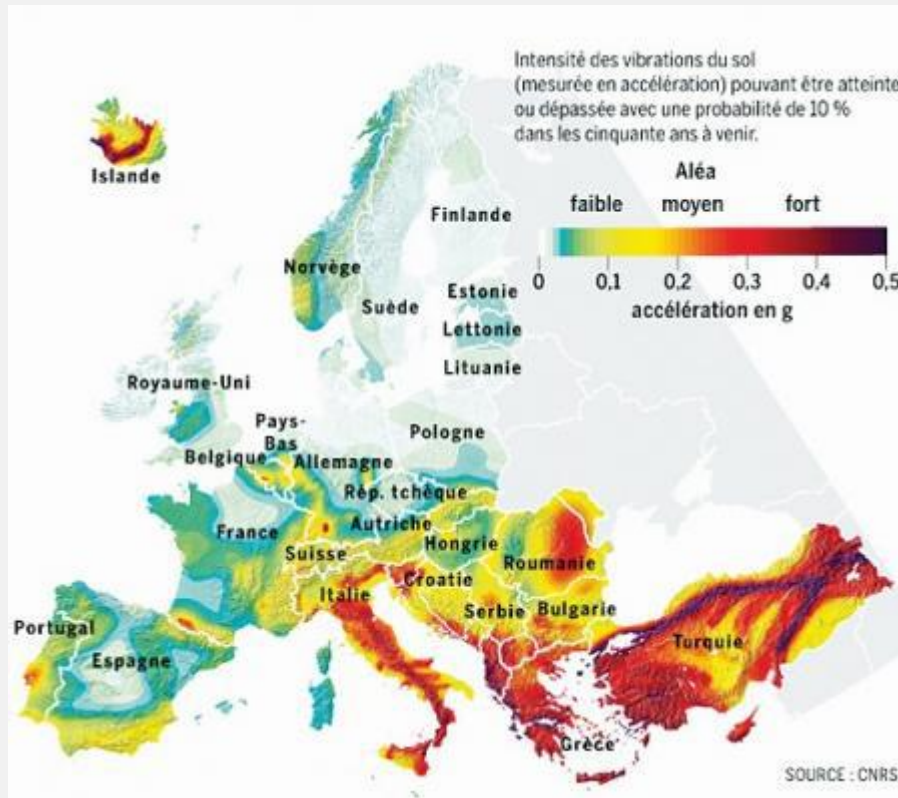 Intensité des vibrations du sol
(mesurée en accélération) pouvant être atteinte
ou dépassée avec une probabilité de 10 %
dans les cinquante ans à venir.
Aléa
faible moyen fort
0 0,1 0,2 0,3 0,4 0,5
accélération en g
Islande
Finlande
Norvège
Suède
Estonie
Lettonie
Lituanie
Royaume-Uni
Pays-
Bas
Belgique
Allemagne
Pologne
Rép. tchèque
France
Autriche
Suisse
Hongrie
Roumanie
Italie
Croatie
Serbie
Bulgarie
Portugal
Espagne
Turquie
Grèce
SOURCE : CNRS